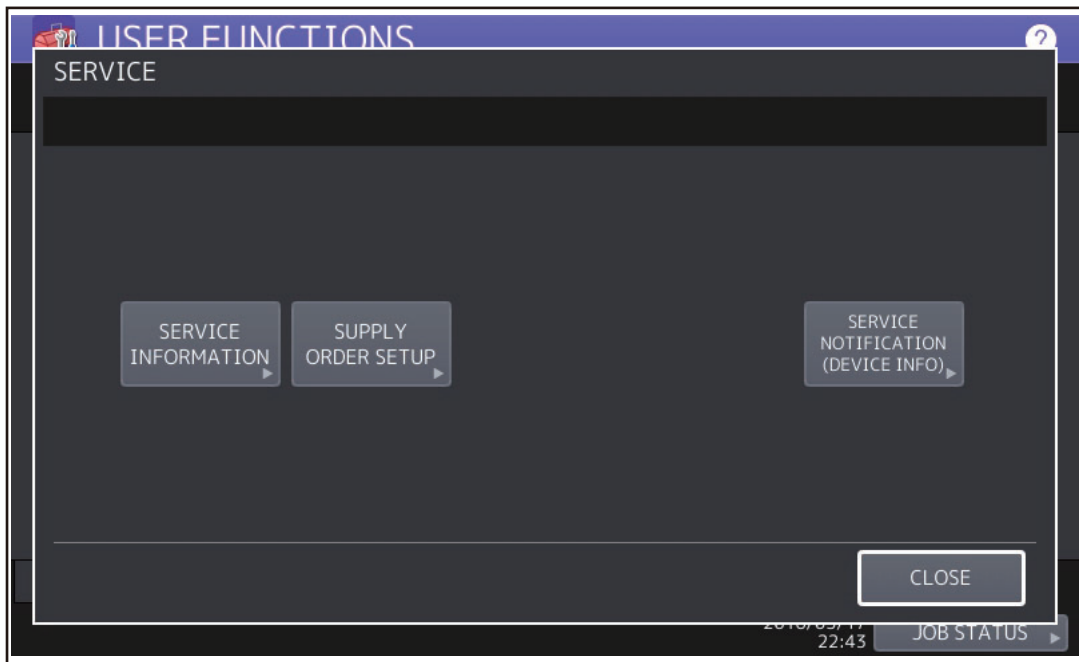 USER FUNCTIONS
?
SERVICE
SERVICE
INFORMATION
SUPPLY
ORDER SETUP
SERVICE
NOTIFICATION
(DEVICE INFO)
CLOSE
22:43
JOB STATUS